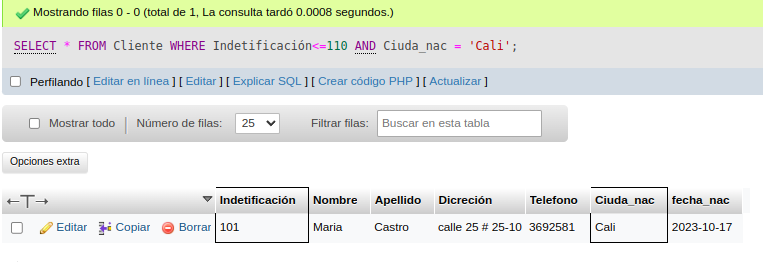 Mostrando filas 0 - 0 (total de 1, La consulta tardó 0.0008 segundos.)
SELECT * FROM Cliente WHERE Indetificación<=110 AND Ciuda_nac = 'Cali';
Perfilando [ Editar en línea ] [ Editar ] [ Explicar SQL ] [ Crear código PHP ] [ Actualizar ]
Mostrar todo Número de filas: 25 Filtrar filas: Buscar en esta tabla
Opciones extra
←T→ Indetificación Nombre Apellido Dicreción Telefono Ciuda_nac fecha_nac
Editar Copiar Borrar 101 Maria Castro calle 25 # 25-10 3692581 Cali 2023-10-17